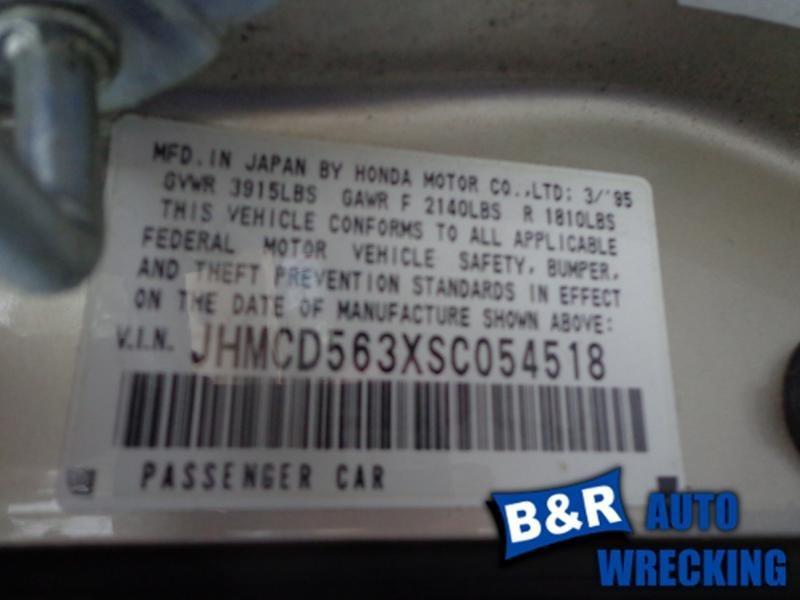 MFD. IN JAPAN BY HONDA MOTOR CO.,LTD: 3/'95
GVWR 3915LBS GAWR F 2140LBS R 1810LBS
THIS VEHICLE CONFORMS TO ALL APPLICABLE
FEDERAL MOTOR VEHICLE SAFETY, BUMPER,
AND THEFT PREVENTION STANDARDS IN EFFECT
ON THE DATE OF MANUFACTURE SHOWN ABOVE:
V.I.N. JHMCD563XSC054518
PASSENGER CAR
B&R AUTO
WRECKING